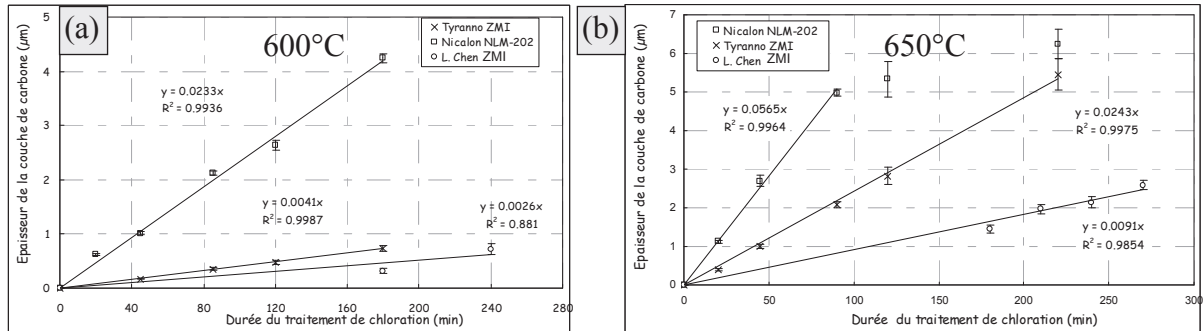 (a)
600°C
× Tyranno ZMI
□ Nicalon NLM-202
○ L. Chen ZMI
Epaisseur de la couche de carbone (µm)
5
4
3
2
1
0
y = 0.0233x
R² = 0.9936
y = 0.0041x
R² = 0.9987
y = 0.0026x
R² = 0.881
0 40 80 120 160 200 240 280
Durée du traitement de chloration (min)
(b)
650°C
□ Nicalon NLM-202
× Tyranno ZMI
○ L. Chen ZMI
Epaisseur de la couche de carbone (µm)
7
6
5
4
3
2
1
0
y = 0.0565x
R² = 0.9964
y = 0.0243x
R² = 0.9975
y = 0.0091x
R² = 0.9854
0 50 100 150 200 250 300
Durée du traitement de chloration (min)